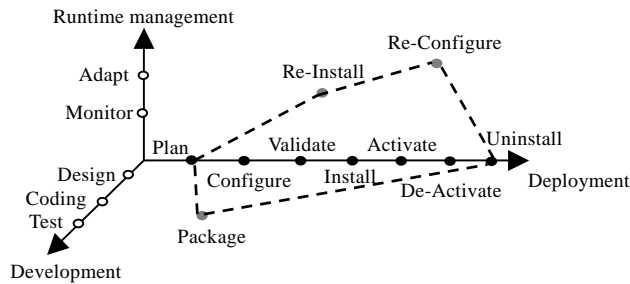 Runtime management
Re-Configure
Adapt
Re-Install
Monitor
Plan
Validate
Activate
Uninstall
Design
Configure
Install
De-Activate
Deployment
Coding
Test
Package
Development